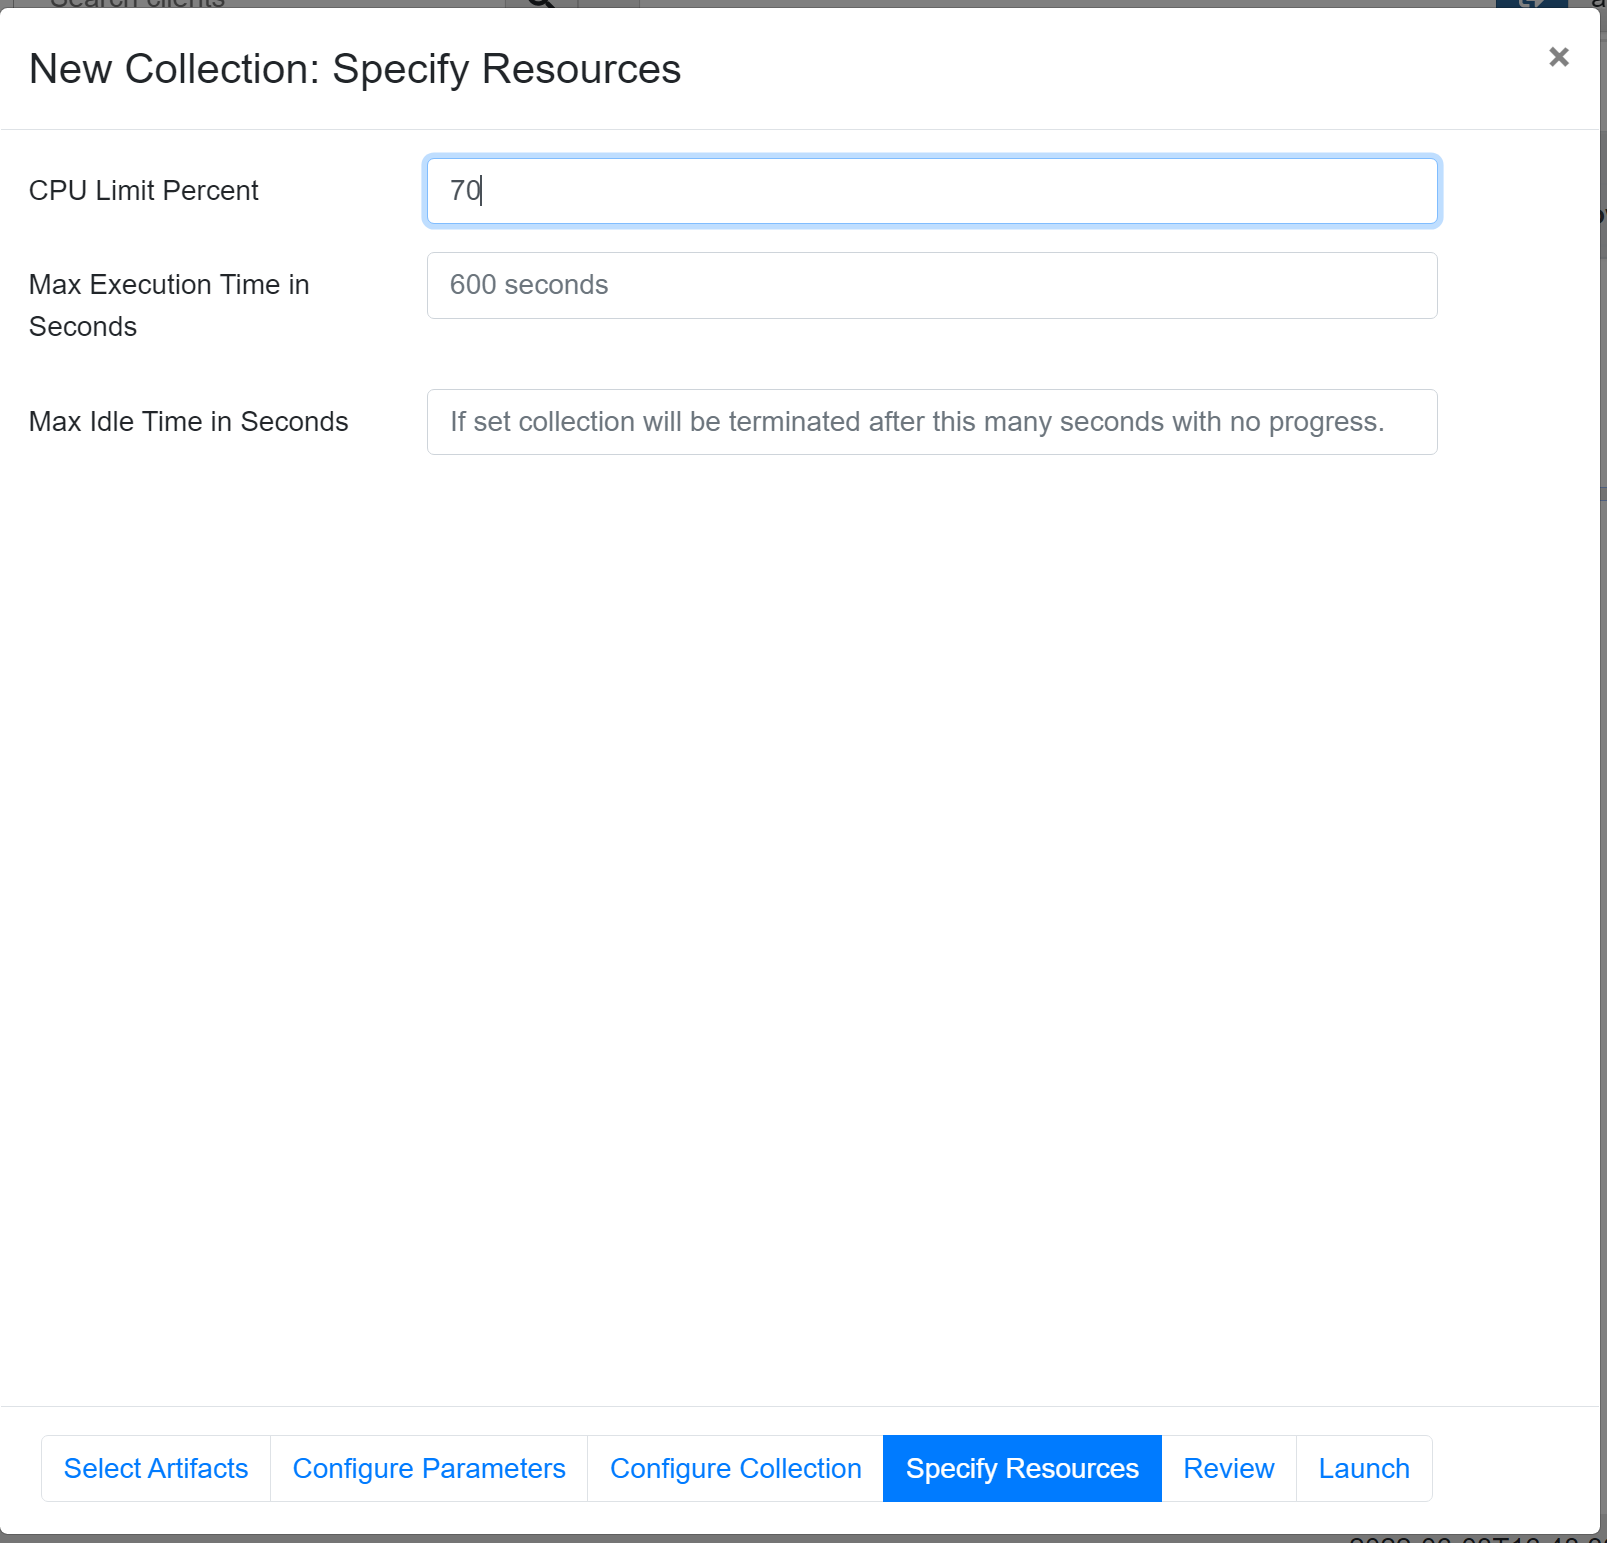 Search clients
New Collection: Specify Resources
×
CPU Limit Percent
70
Max Execution Time in
Seconds
600 seconds
Max Idle Time in Seconds
If set collection will be terminated after this many seconds with no progress.
Select Artifacts
Configure Parameters
Configure Collection
Specify Resources
Review
Launch